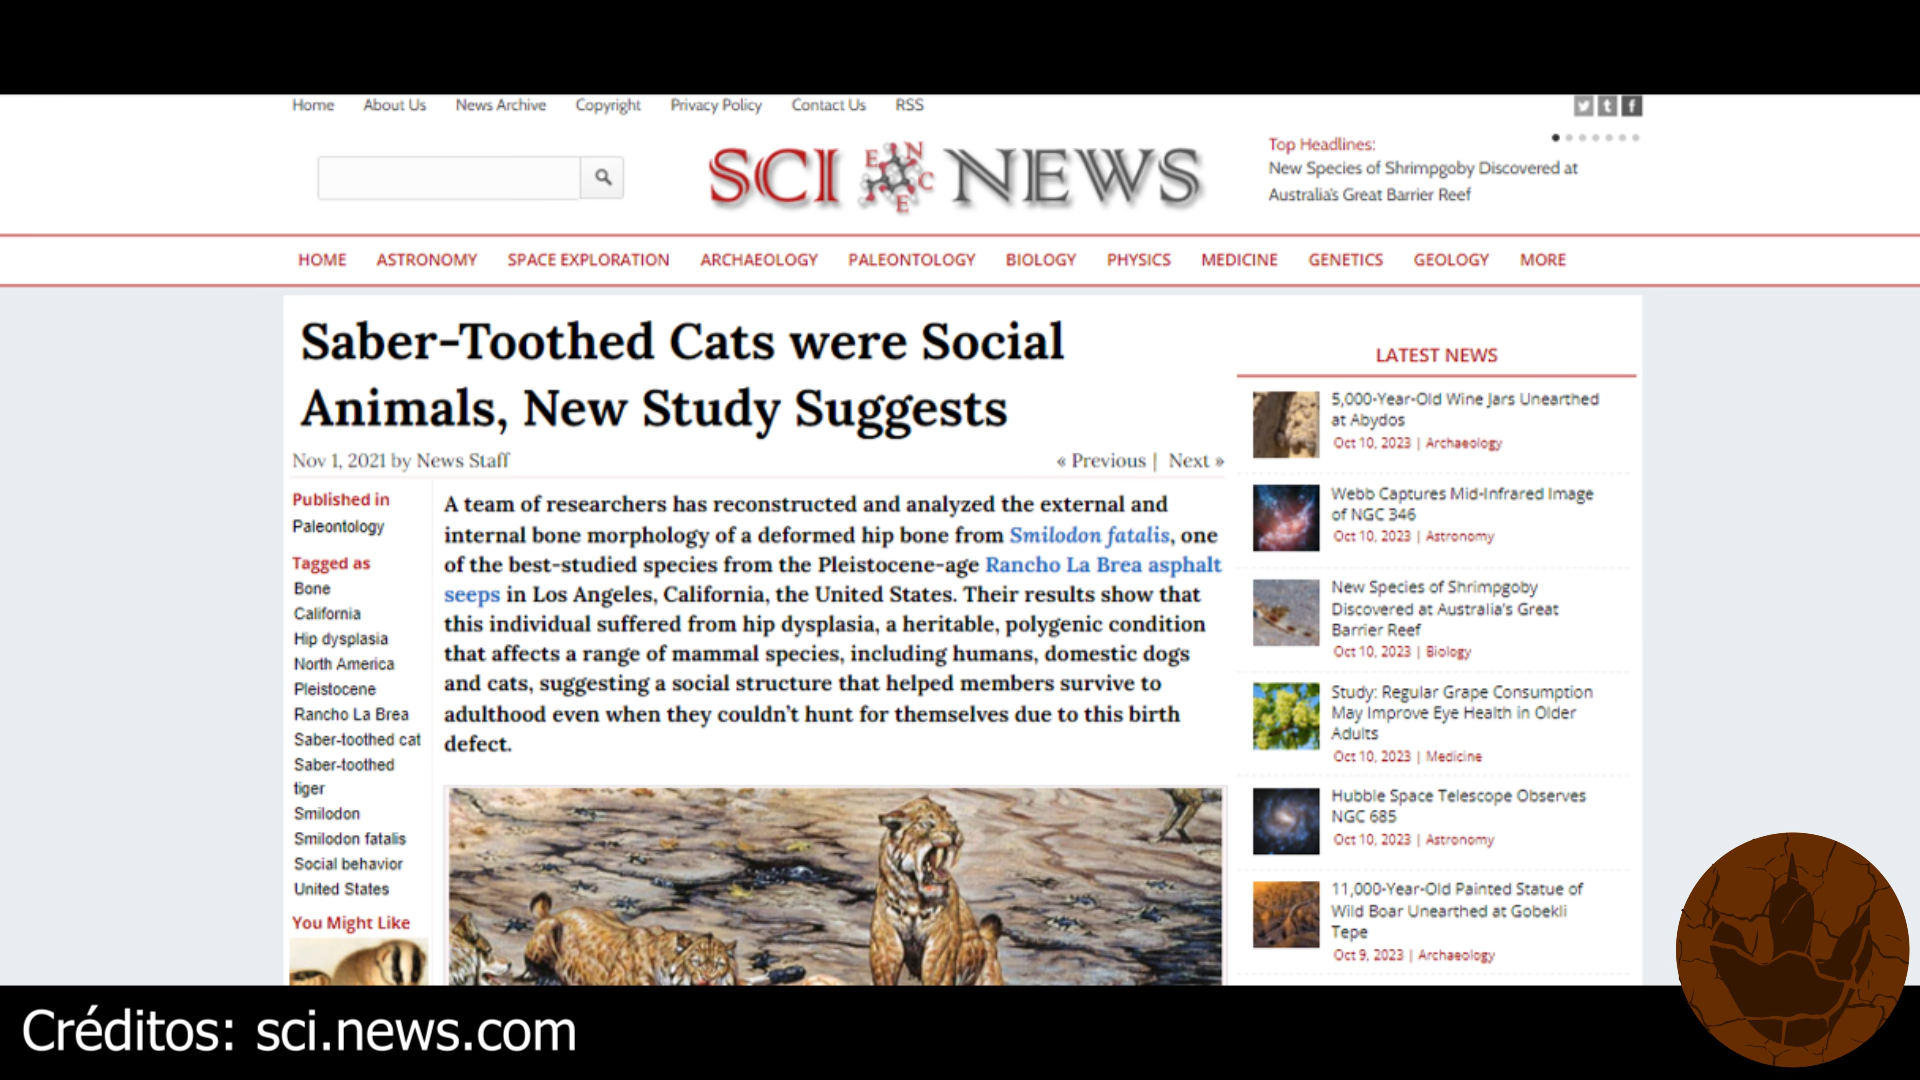 Home About Us News Archive Copyright Privacy Policy Contact Us RSS
SCI NEWS
Top Headlines:
New Species of Shrimpgoby Discovered at
Australia's Great Barrier Reef
HOME ASTRONOMY SPACE EXPLORATION ARCHAEOLOGY PALEONTOLOGY BIOLOGY PHYSICS MEDICINE GENETICS GEOLOGY MORE
Saber-Toothed Cats were Social
Animals, New Study Suggests
Nov 1, 2021 by News Staff
« Previous | Next »
Published in
Paleontology
Tagged as
Bone
California
Hip dysplasia
North America
Pleistocene
Rancho La Brea
Saber-toothed cat
Saber-toothed
tiger
Smilodon
Smilodon fatalis
Social behavior
United States
You Might Like
A team of researchers has reconstructed and analyzed the external and
internal bone morphology of a deformed hip bone from Smilodon fatalis, one
of the best-studied species from the Pleistocene-age Rancho La Brea asphalt
seeps in Los Angeles, California, the United States. Their results show that
this individual suffered from hip dysplasia, a heritable, polygenic condition
that affects a range of mammal species, including humans, domestic dogs
and cats, suggesting a social structure that helped members survive to
adulthood even when they couldn't hunt for themselves due to this birth
defect.
LATEST NEWS
5,000-Year-Old Wine Jars Unearthed
at Abydos
Oct 10, 2023 | Archaeology
Webb Captures Mid-Infrared Image
of NGC 346
Oct 10, 2023 | Astronomy
New Species of Shrimpgoby
Discovered at Australia's Great
Barrier Reef
Oct 10, 2023 | Biology
Study: Regular Grape Consumption
May Improve Eye Health in Older
Adults
Oct 10, 2023 | Medicine
Hubble Space Telescope Observes
NGC 685
Oct 10, 2023 | Astronomy
11,000-Year-Old Painted Statue of
Wild Boar Unearthed at Gobekli
Tepe
Oct 9, 2023 | Archaeology
Créditos: sci.news.com